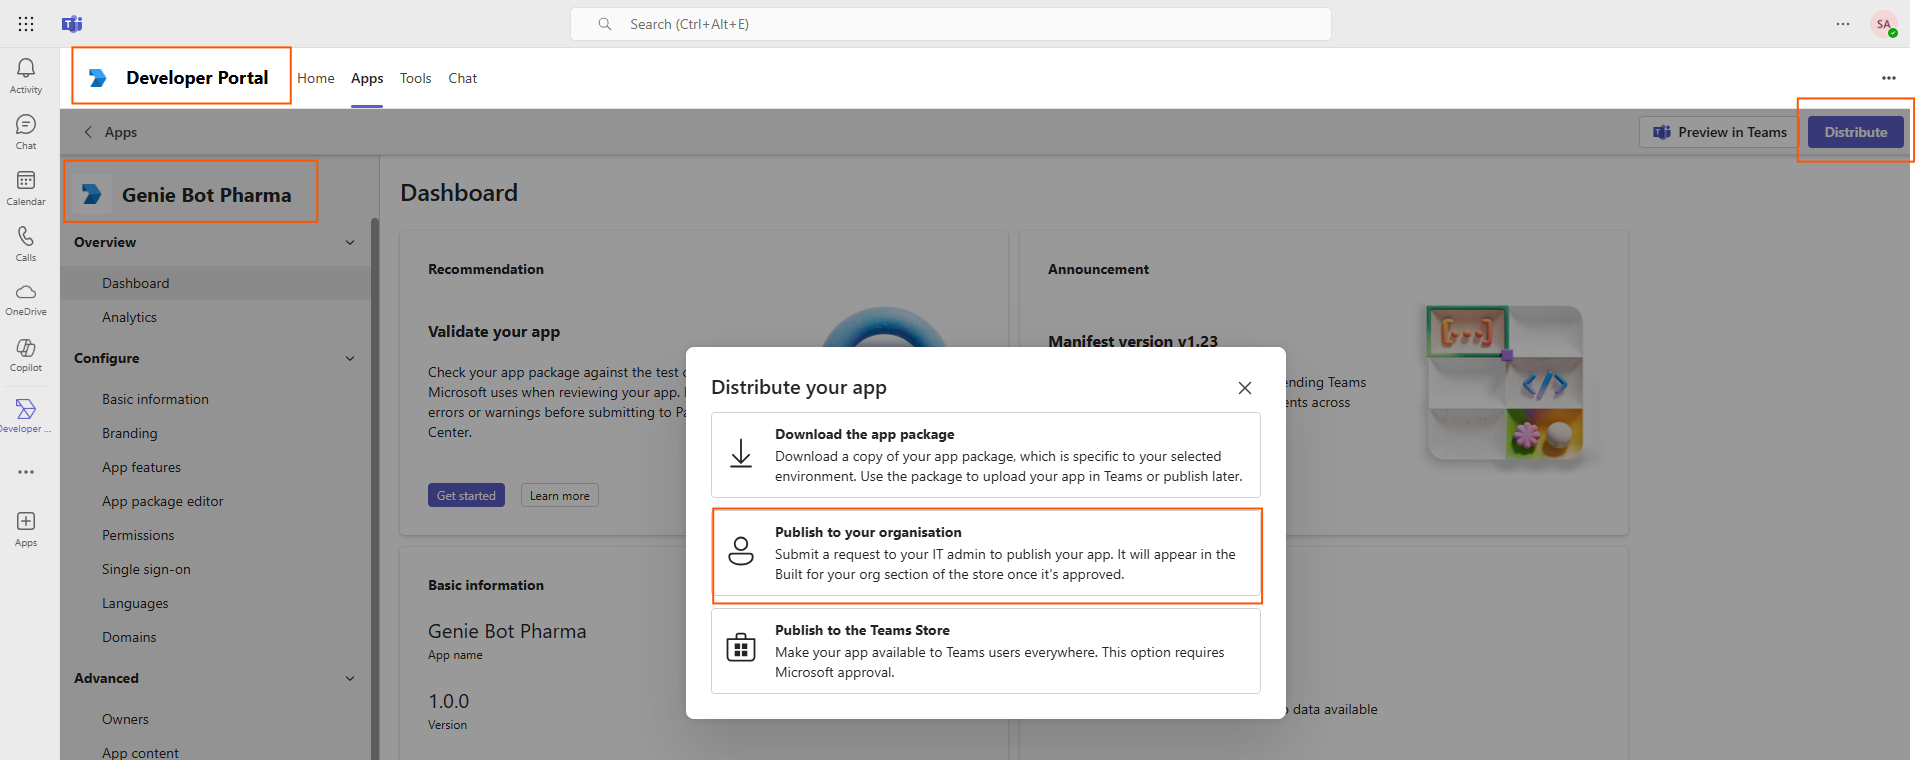 Search (Ctrl+Alt+E)
SA
Activity
Chat
Calendar
Calls
OneDrive
Copilot
Developer ...
Apps
Developer Portal
Home
Apps
Tools
Chat
Apps
Preview in Teams
Distribute
Genie Bot Pharma
Overview
Dashboard
Analytics
Configure
Basic information
Branding
App features
App package editor
Permissions
Single sign-on
Languages
Domains
Advanced
Owners
App content
Dashboard
Recommendation
Validate your app
Check your app package against the test
Microsoft uses when reviewing your app.
errors or warnings before submitting to
Center.
Get started
Learn more
Announcement
Manifest version v1.23
ending Teams
nts across
Basic information
Genie Bot Pharma
App name
1.0.0
Version
data available
Distribute your app
Download the app package
Download a copy of your app package, which is specific to your selected
environment. Use the package to upload your app in Teams or publish later.
Publish to your organisation
Submit a request to your IT admin to publish your app. It will appear in the
Built for your org section of the store once it's approved.
Publish to the Teams Store
Make your app available to Teams users everywhere. This option requires
Microsoft approval.